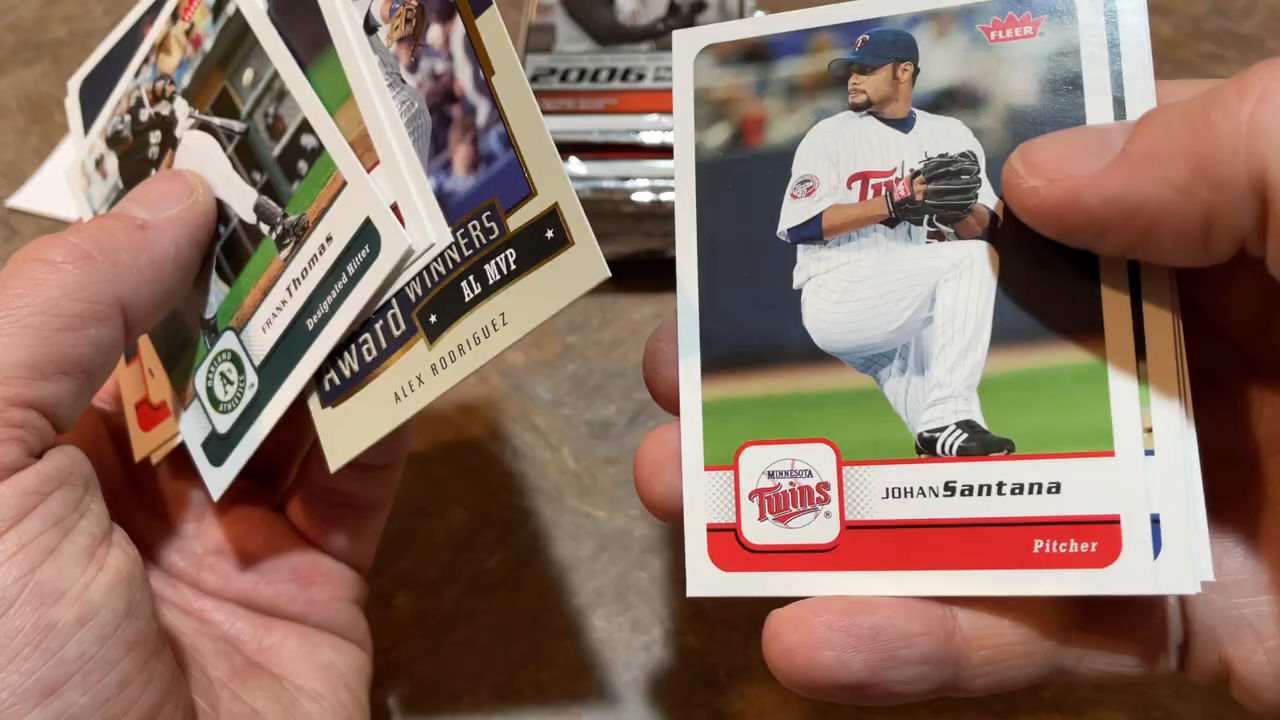 FRANK Thomas
Designated Hitter
OAKLAND
A's
ATHLETICS
Award WINNERS
AL MVP
ALEX RODRIGUEZ
2006
FLEER
T
Twi
MINNESOTA
Twins
®
JOHAN Santana
Pitcher